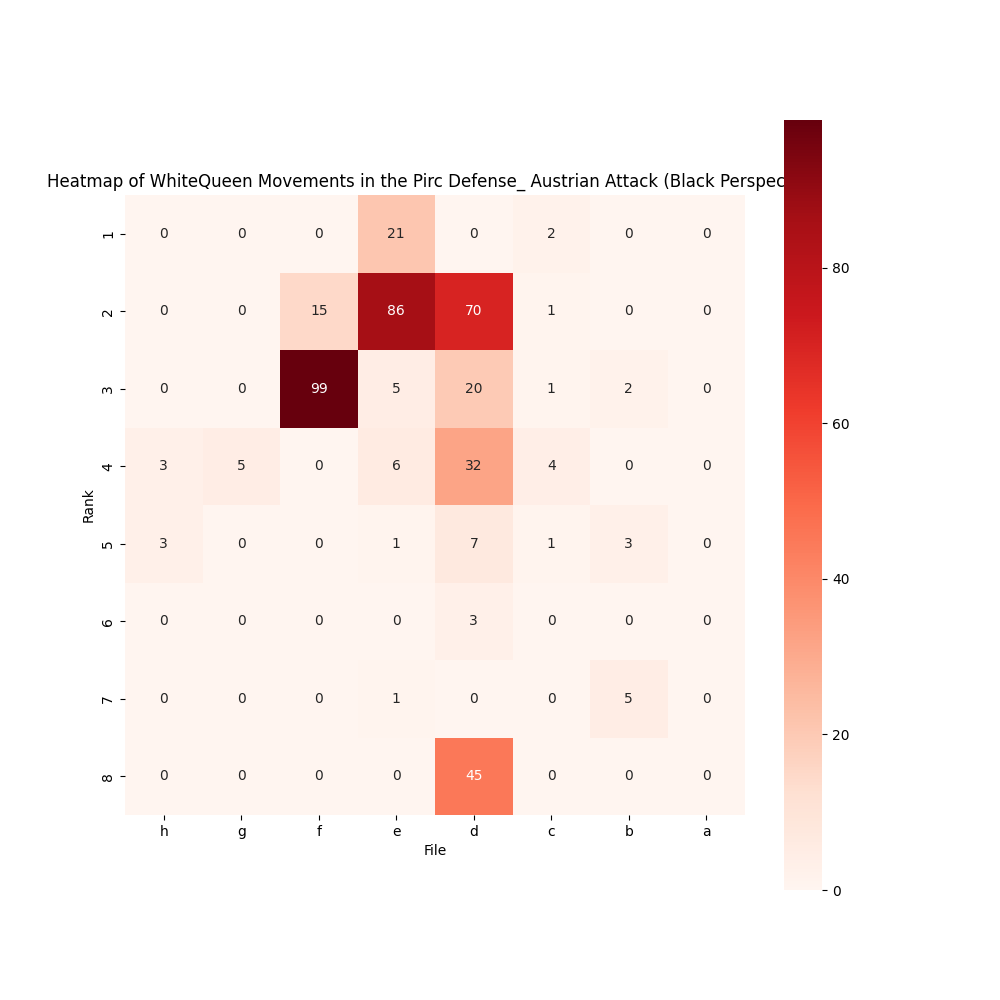 Heatmap of WhiteQueen Movements in the Pirc Defense_ Austrian Attack (Black Perspec
1 0 0 0 21 0 2 0 0
2 0 0 15 86 70 1 0 0
3 0 0 99 5 20 1 2 0
4 3 5 0 6 32 4 0 0
Rank
5 3 0 0 1 7 1 3 0
6 0 0 0 0 3 0 0 0
7 0 0 0 1 0 0 5 0
8 0 0 0 0 45 0 0 0
h g f e d c b a
File
80
60
40
20
0